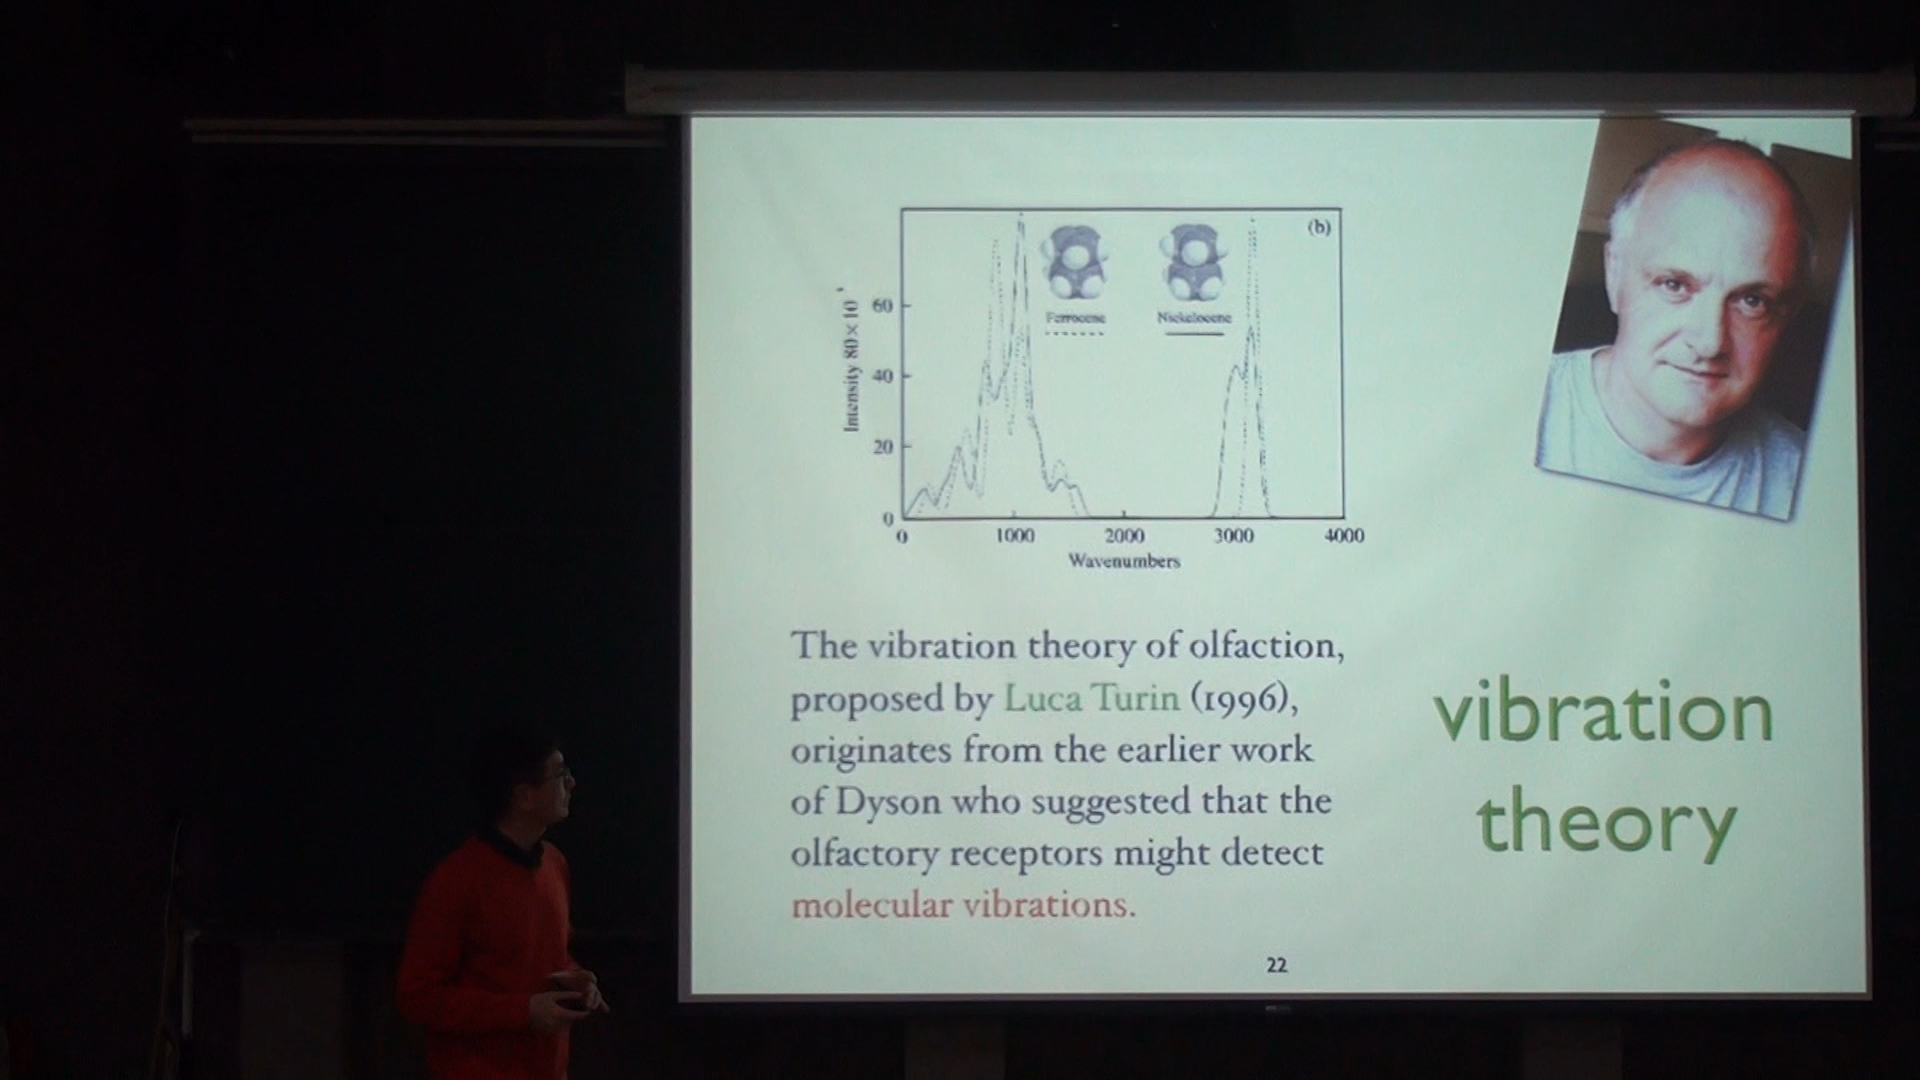 (b)
Ferrocene
Nickelocene
Intensity 80 × 10
60
40
20
0
0 1000 2000 3000 4000
Wavenumbers
The vibration theory of olfaction,
proposed by Luca Turin (1996),
originates from the earlier work
of Dyson who suggested that the
olfactory receptors might detect
molecular vibrations.
vibration
theory
22